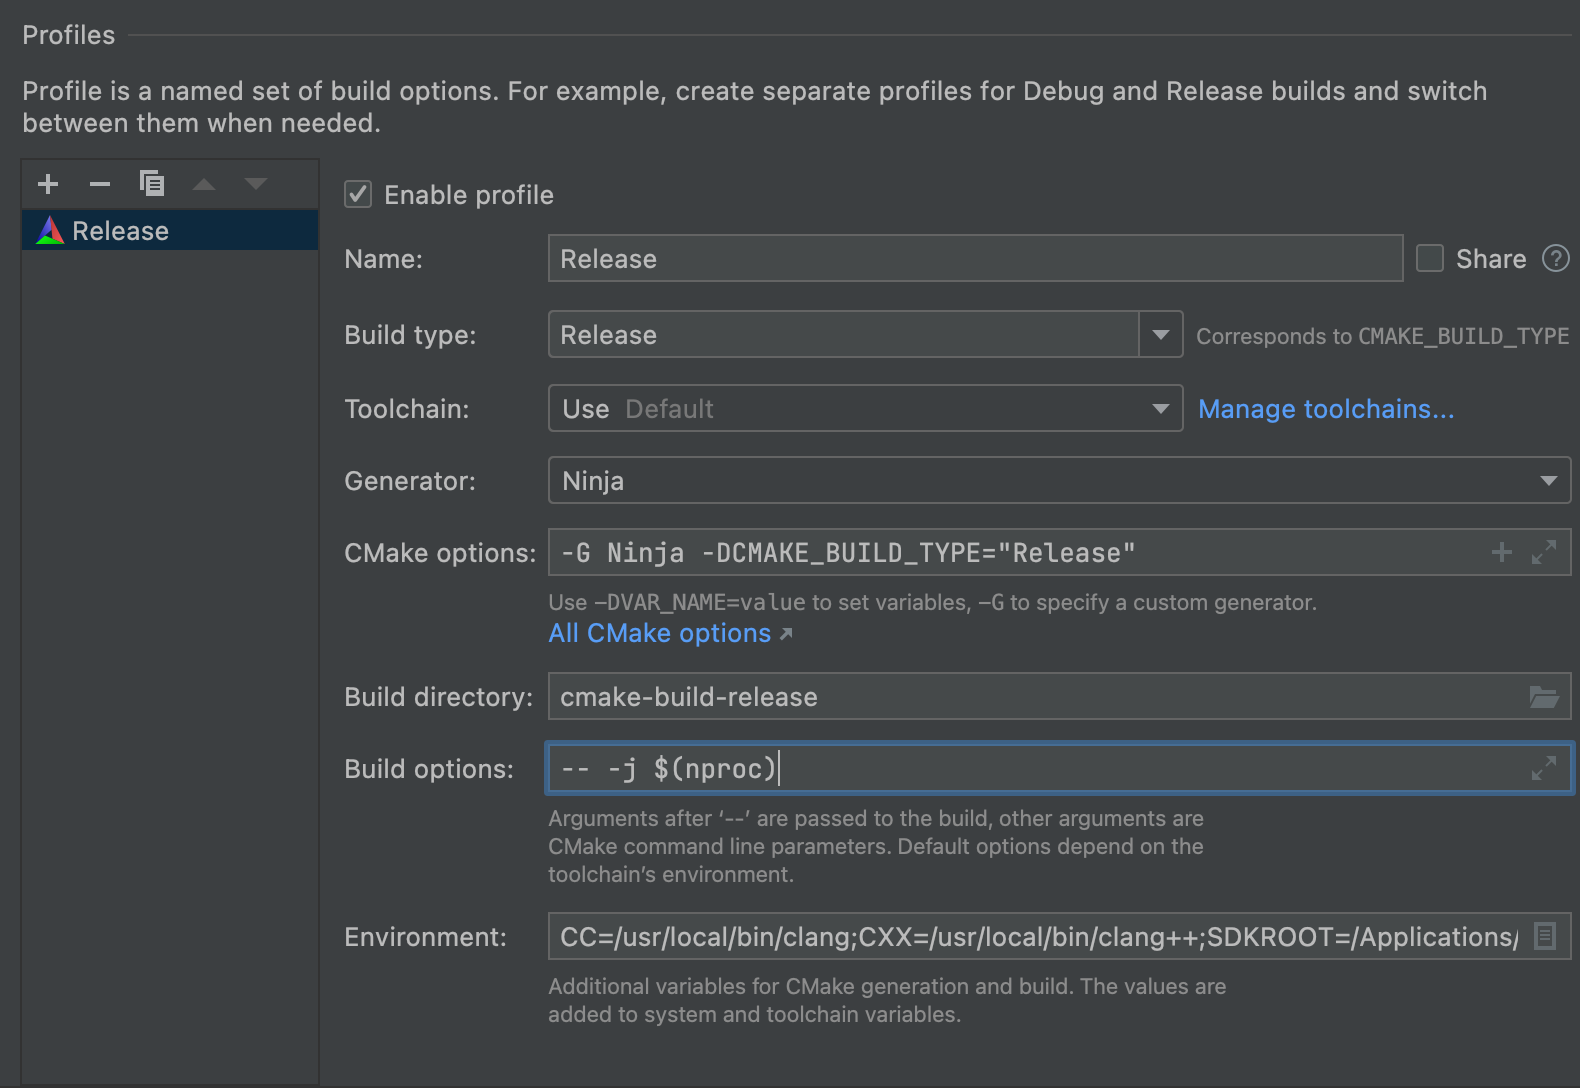 Profiles
Profile is a named set of build options. For example, create separate profiles for Debug and Release builds and switch
between them when needed.
Release
Enable profile
Name: Release Share ?
Build type: Release Corresponds to CMAKE_BUILD_TYPE
Toolchain: Use Default Manage toolchains...
Generator: Ninja
CMake options: -G Ninja -DCMAKE_BUILD_TYPE="Release"
Use –DVAR_NAME=value to set variables, –G to specify a custom generator.
All CMake options ↗
Build directory: cmake-build-release
Build options: -- -j $(nproc)
Arguments after ‘--’ are passed to the build, other arguments are
CMake command line parameters. Default options depend on the
toolchain’s environment.
Environment: CC=/usr/local/bin/clang;CXX=/usr/local/bin/clang++;SDKROOT=/Applications/
Additional variables for CMake generation and build. The values are
added to system and toolchain variables.